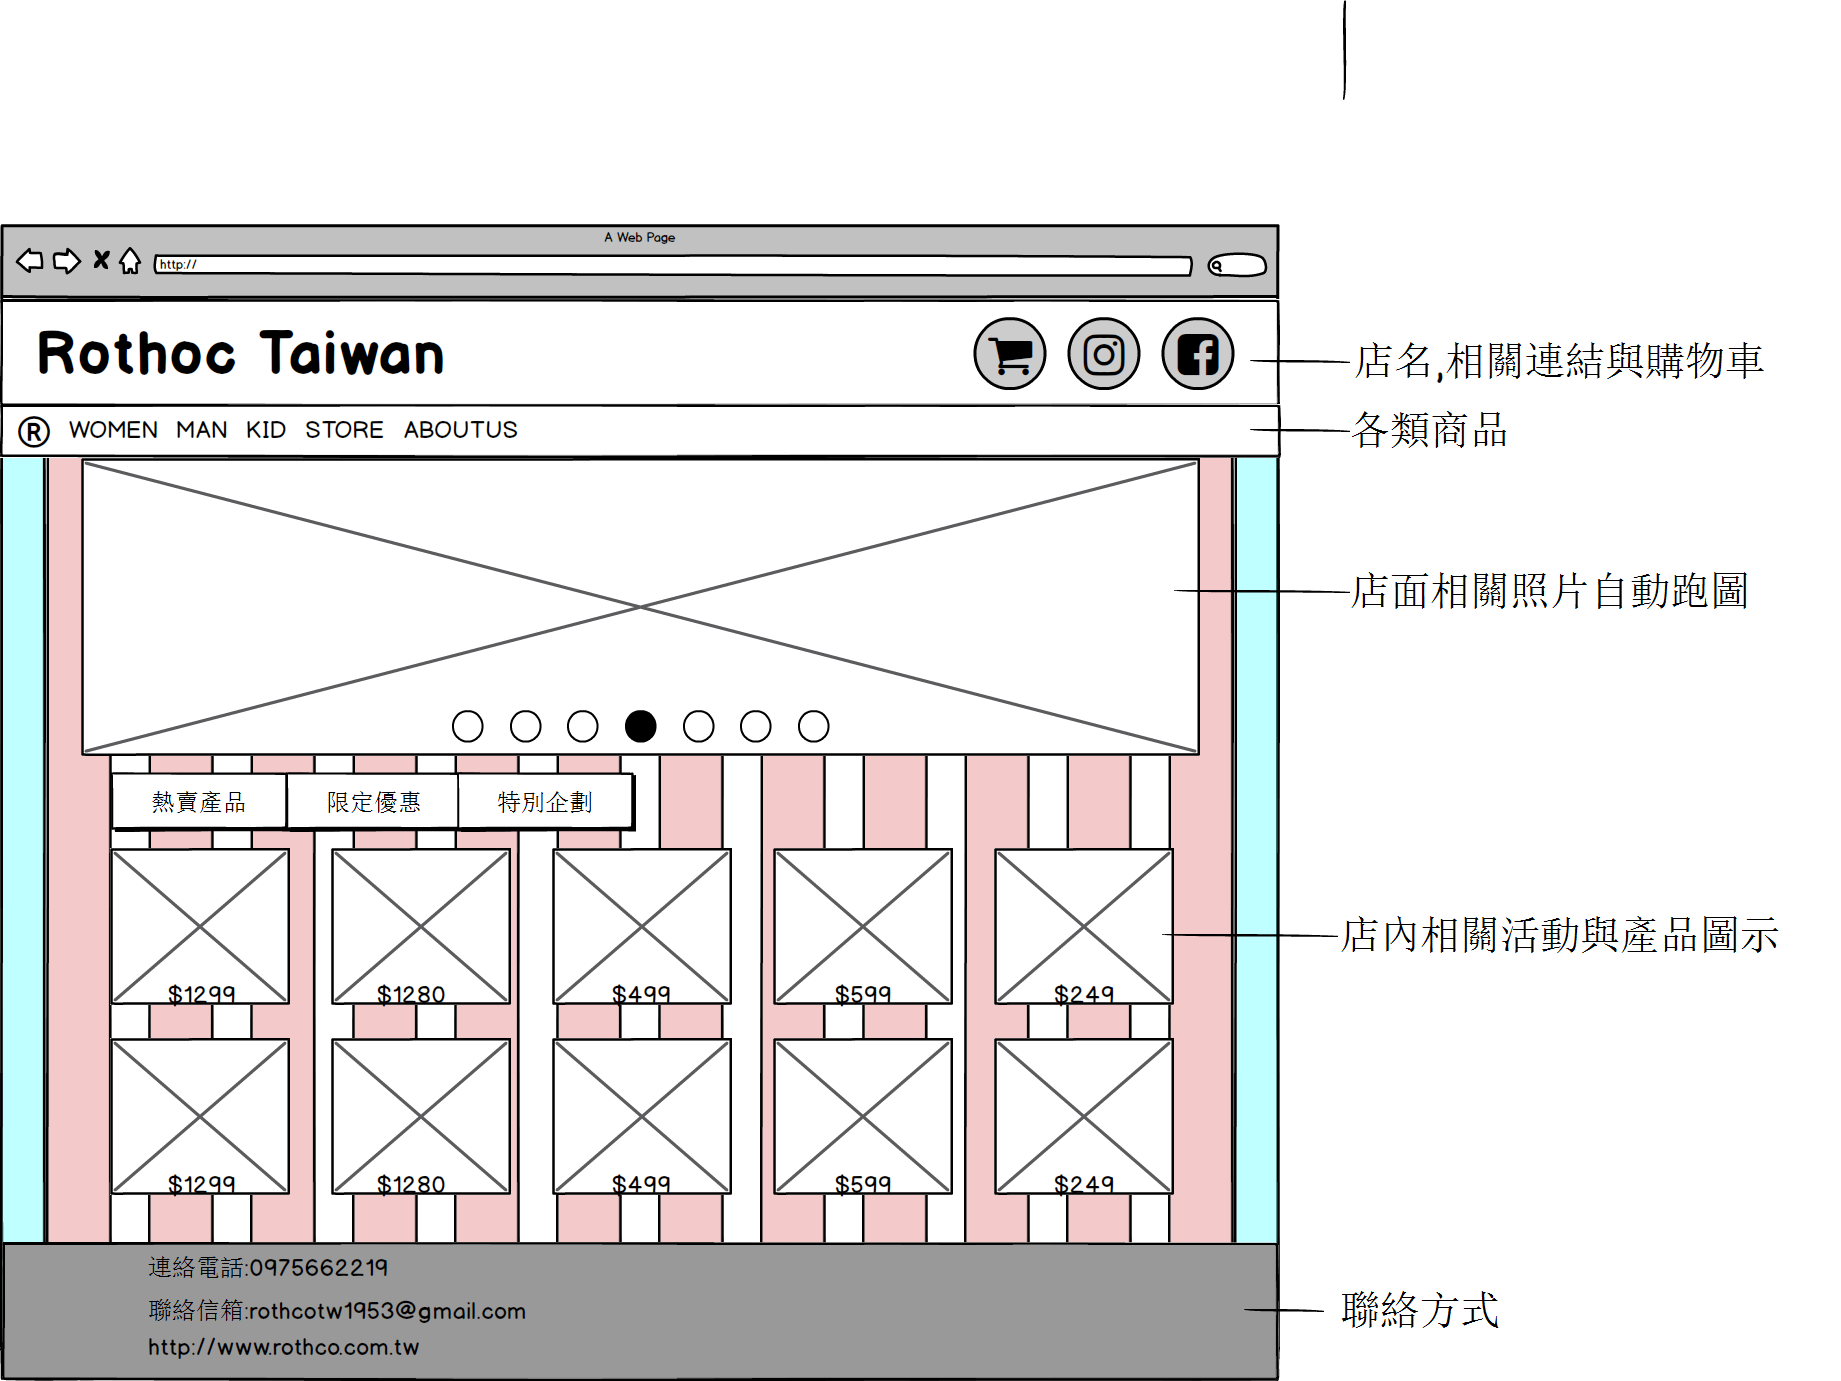 A Web Page
http://
Rothoc Taiwan
店名,相關連結與購物車
® WOMEN MAN KID STORE ABOUTUS
各類商品
店面相關照片自動跑圖
熱賣產品 限定優惠 特別企劃
店內相關活動與產品圖示
$1299 $1280 $499 $599 $249
$1299 $1280 $499 $599 $249
連絡電話:0975662219
聯絡信箱:rothcotw1953@gmail.com
http://www.rothco.com.tw
聯絡方式